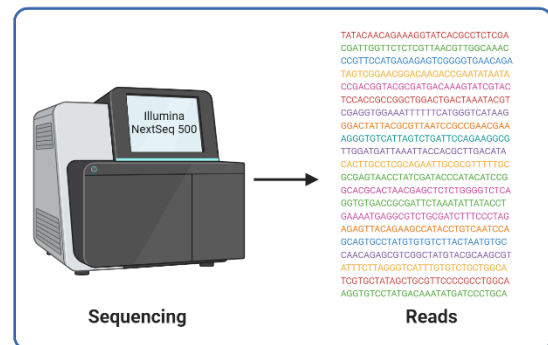 Illumina
NextSeq 500
TATACAACAGAAAGGTATCACGCCTCTCGA
CGATTGGTTCTCTCGTTAACGTTGGCAAAC
CCGTTCCATGAGAGAGTCGGGGTGAACAGA
TAGTCGGAACGGACAAGACCGAATATAATA
CCGACGGTACGCGATGACAAAGTATCGTAC
TCCACCGCCGGCTGGACTGACTAAATACGT
CGAGGTGGAAATTTTTTCATGGGTCATAAG
GGACTATTACGCGTTAATCCGCCGAACGAA
AGGGTGTCATTAGTCTGATTCCAGAAGGCG
TTGGATGATTAAATTACCACGCTTGACATA
CACTTGCCTCGCAGAATTGCGCGTTTTTGC
GCGAGTAACCTATCGATACCCATACATCCG
GGCACGCACTAACGAGCTCTCTGGGGTCTCA
GGTGTGACCGCGATTCTAAATATTATACCT
GAAAATGAGGCGTCTGCGATCTTTCCCTAG
AGAGTTACAGAAGCCATACCTGTCAATCCA
GCAGTGCCTATGTGTGTCTTACTAATGTGC
CAACAGAGCGTCGGCTATGTACGCAAGCGT
ATTTCTTAGGGTCATTTGTGTCTGCTGGCA
TCGTGCTATAGCTGCGTTCCCCGCCTGGCA
AGGTGTCCTATGACAAATATGATCCCTGCA
Sequencing
Reads